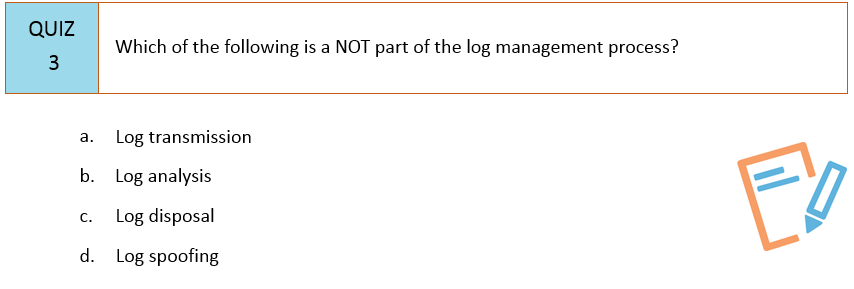 QUIZ
3
Which of the following is a NOT part of the log management process?
a. Log transmission
b. Log analysis
c. Log disposal
d. Log spoofing